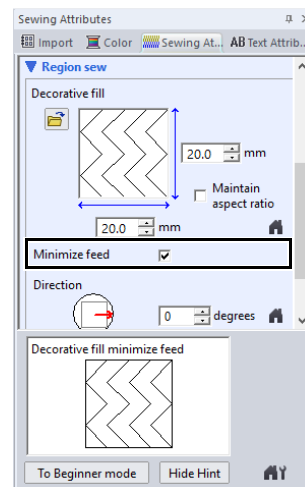 Sewing Attributes
Import Color Sewing At... AB Text Attrib..
Region sew
Decorative fill
20.0 mm
Maintain
aspect ratio
20.0 mm
Minimize feed
Direction
0 degrees
Decorative fill minimize feed
To Beginner mode Hide Hint